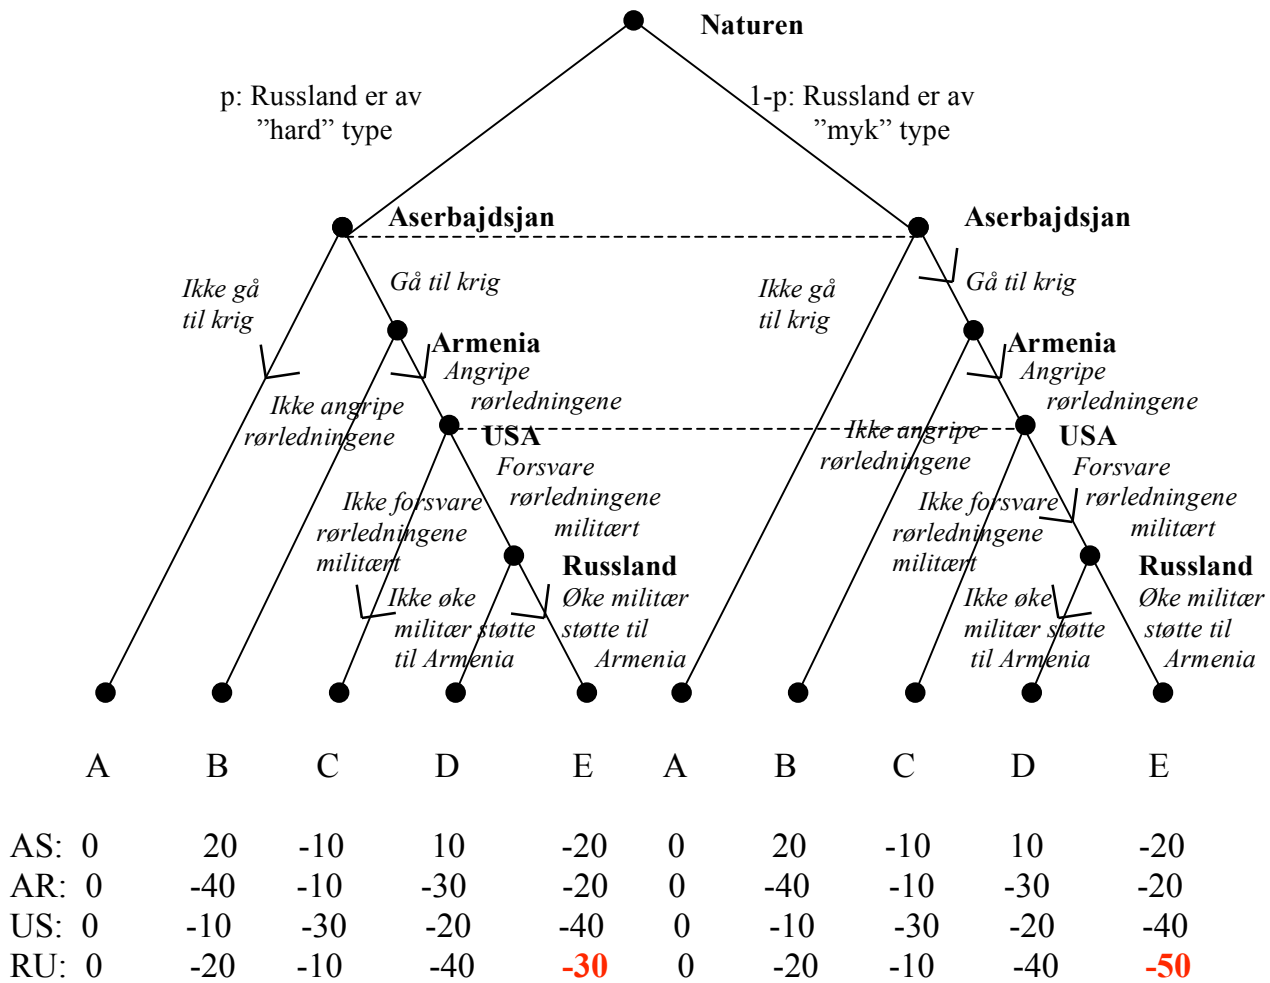 Naturen
p: Russland er av
”hard” type
1-p: Russland er av
”myk” type
Aserbajdsjan
Aserbajdsjan
Ikke gå
til krig
Gå til krig
Ikke gå
til krig
Gå til krig
Armenia
Armenia
Angripe
rørledningene
Angripe
rørledningene
Ikke angripe
rørledningene
Ikke angripe
rørledningene
USA
USA
Forsvare
rørledningene
militært
Forsvare
rørledningene
militært
Ikke forsvare
rørledningene
militært
Ikke forsvare
rørledningene
militært
Russland
Russland
Ikke øke
militær støtte
til Armenia
Øke militær
støtte til
Armenia
Ikke øke
militær støtte
til Armenia
Øke militær
støtte til
Armenia
A B C D E A B C D E
AS: 0 20 -10 10 -20 0 20 -10 10 -20
AR: 0 -40 -10 -30 -20 0 -40 -10 -30 -20
US: 0 -10 -30 -20 -40 0 -10 -30 -20 -40
RU: 0 -20 -10 -40 -30 0 -20 -10 -40 -50